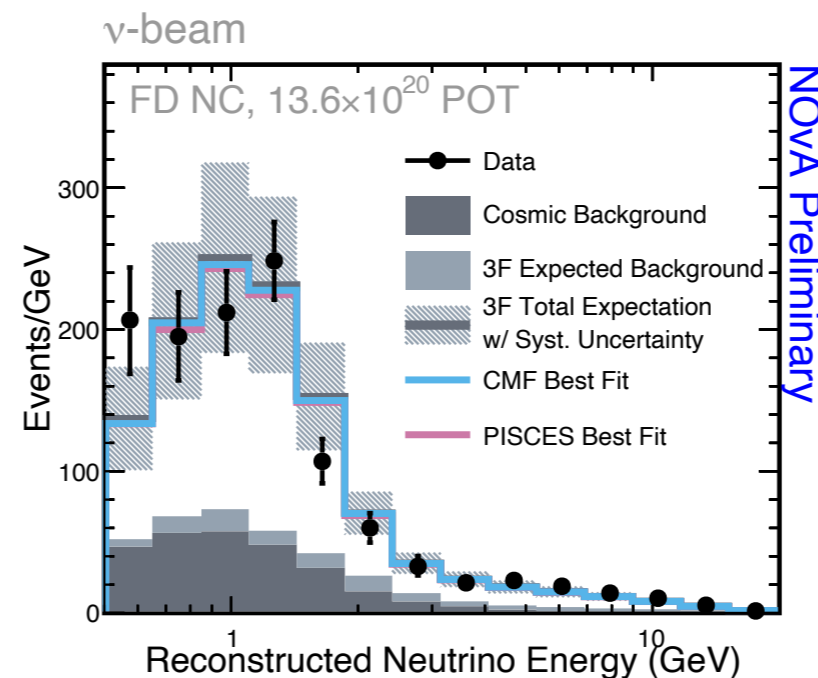 ν-beam
FD NC, 13.6×10²⁰ POT
NOνA Preliminary
Data
Cosmic Background
3F Expected Background
3F Total Expectation
w/ Syst. Uncertainty
CMF Best Fit
PISCES Best Fit
Events/GeV
300
200
100
0
1
10
Reconstructed Neutrino Energy (GeV)